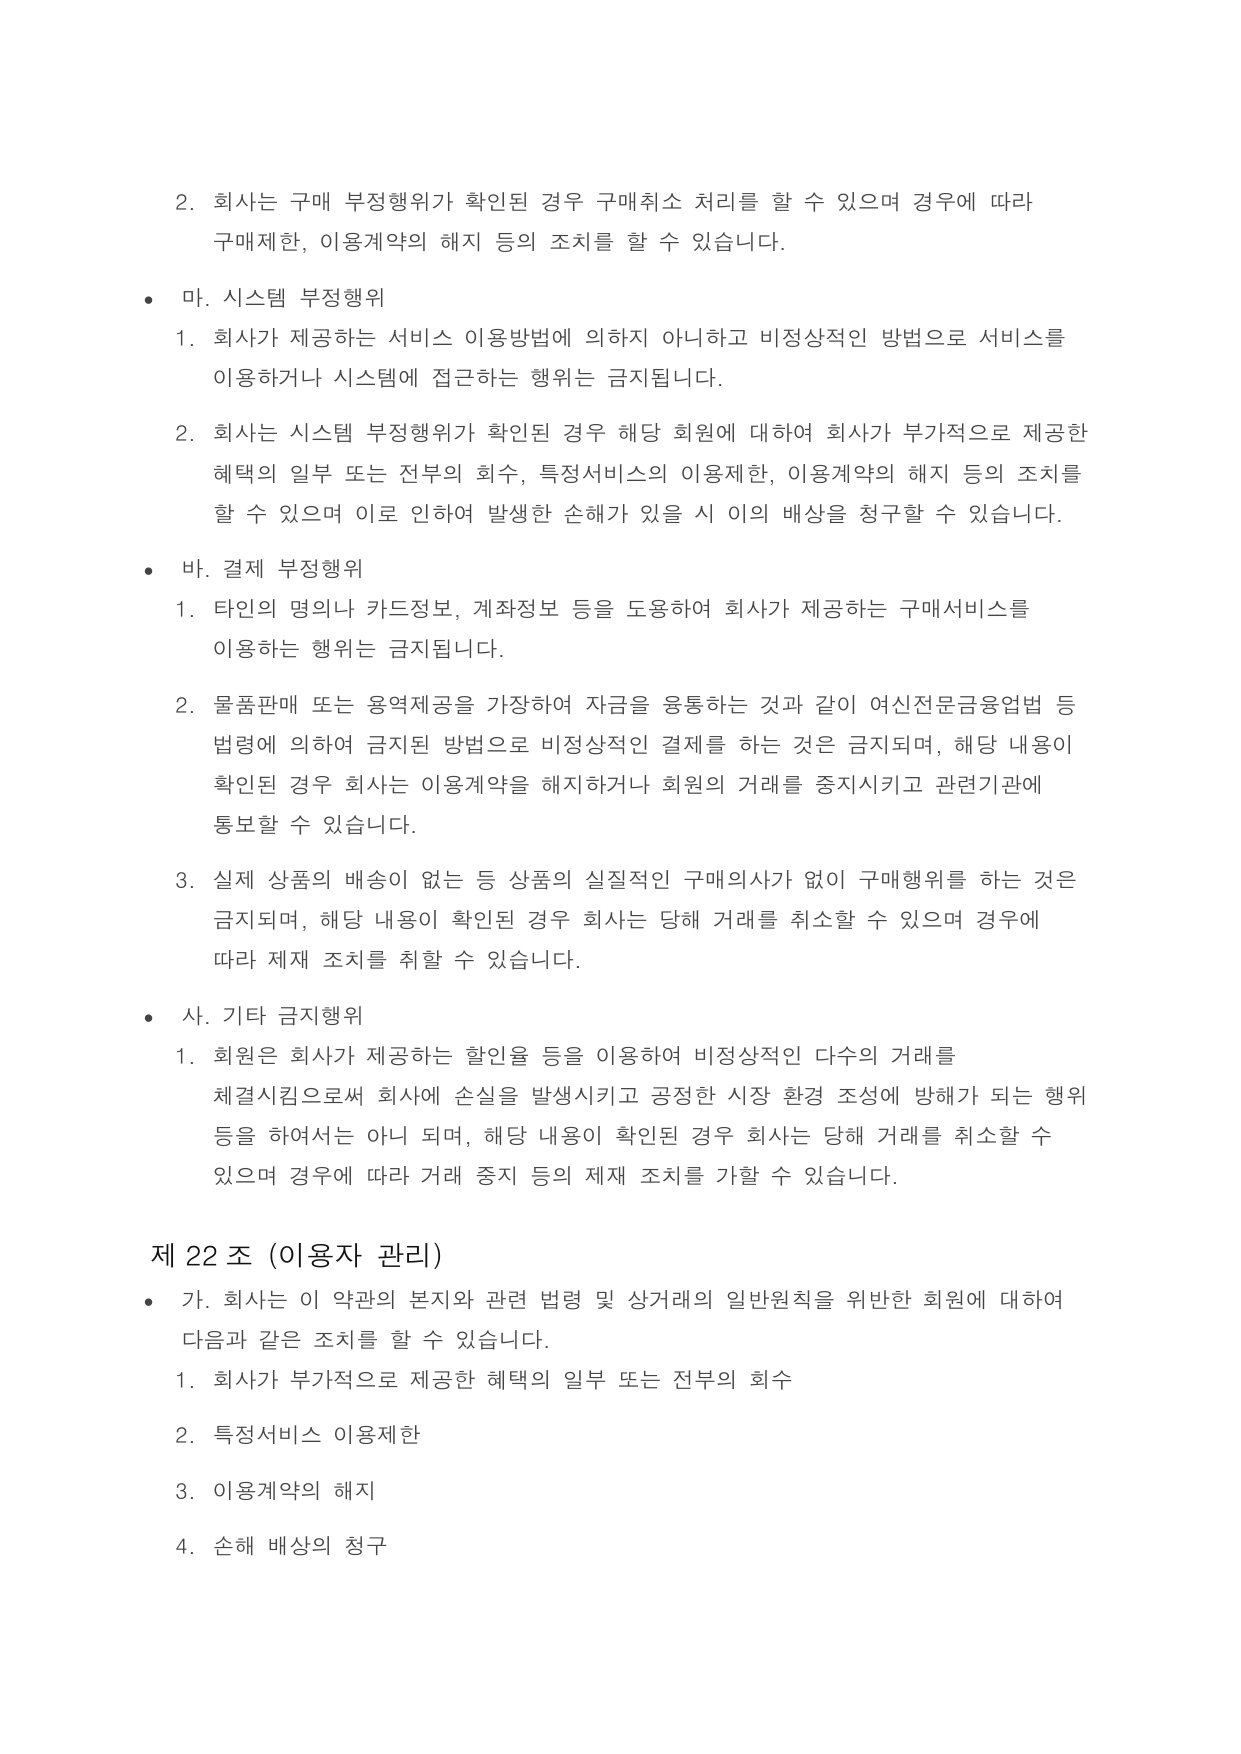 2. 회사는 구매 부정행위가 확인된 경우 구매취소 처리를 할 수 있으며 경우에 따라
구매제한, 이용계약의 해지 등의 조치를 할 수 있습니다.
• 마. 시스템 부정행위
1. 회사가 제공하는 서비스 이용방법에 의하지 아니하고 비정상적인 방법으로 서비스를
이용하거나 시스템에 접근하는 행위는 금지됩니다.
2. 회사는 시스템 부정행위가 확인된 경우 해당 회원에 대하여 회사가 부가적으로 제공한
혜택의 일부 또는 전부의 회수, 특정서비스의 이용제한, 이용계약의 해지 등의 조치를
할 수 있으며 이로 인하여 발생한 손해가 있을 시 이의 배상을 청구할 수 있습니다.
• 바. 결제 부정행위
1. 타인의 명의나 카드정보, 계좌정보 등을 도용하여 회사가 제공하는 구매서비스를
이용하는 행위는 금지됩니다.
2. 물품판매 또는 용역제공을 가장하여 자금을 융통하는 것과 같이 여신전문금융업법 등
법령에 의하여 금지된 방법으로 비정상적인 결제를 하는 것은 금지되며, 해당 내용이
확인된 경우 회사는 이용계약을 해지하거나 회원의 거래를 중지시키고 관련기관에
통보할 수 있습니다.
3. 실제 상품의 배송이 없는 등 상품의 실질적인 구매의사가 없이 구매행위를 하는 것은
금지되며, 해당 내용이 확인된 경우 회사는 당해 거래를 취소할 수 있으며 경우에
따라 제재 조치를 취할 수 있습니다.
• 사. 기타 금지행위
1. 회원은 회사가 제공하는 할인율 등을 이용하여 비정상적인 다수의 거래를
체결시킴으로써 회사에 손실을 발생시키고 공정한 시장 환경 조성에 방해가 되는 행위
등을 하여서는 아니 되며, 해당 내용이 확인된 경우 회사는 당해 거래를 취소할 수
있으며 경우에 따라 거래 중지 등의 제재 조치를 가할 수 있습니다.
제 22 조 (이용자 관리)
• 가. 회사는 이 약관의 본지와 관련 법령 및 상거래의 일반원칙을 위반한 회원에 대하여
다음과 같은 조치를 할 수 있습니다.
1. 회사가 부가적으로 제공한 혜택의 일부 또는 전부의 회수
2. 특정서비스 이용제한
3. 이용계약의 해지
4. 손해 배상의 청구